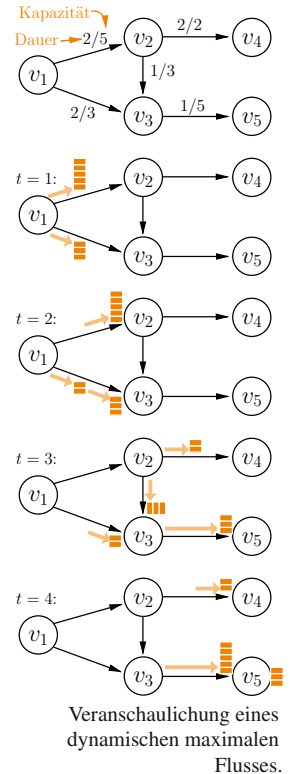 Kapazität
Dauer 2/5 v2 2/2 v4
v1 1/3
2/3 v3 1/5 v5
t = 1:
v2 v4
v1
v3 v5
t = 2:
v2 v4
v1
v3 v5
t = 3:
v2 v4
v1
v3 v5
t = 4:
v2 v4
v1
v3 v5
Veranschaulichung eines
dynamischen maximalen
Flusses.